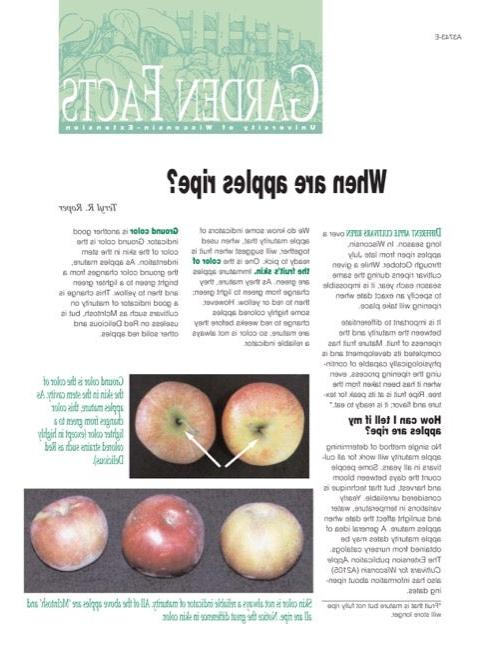 A3743-E
GARDEN FACTS
University of Wisconsin-Extension
When are apples ripe?
Teryl R. Roper
DIFFERENT APPLE CULTIVARS RIPEN over a
long season. In Wisconsin,
apples ripen from late July
through October. While a given
cultivar ripens during the same
season each year, it is impossible
to specify an exact date when
ripening will take place.
It is important to differentiate
between the maturity and the
ripeness of fruit. Mature fruit has
completed its development and is
physiologically capable of contin-
uing the ripening process, even
when it has been taken from the
tree. Ripe fruit is at its peak for tex-
ture and flavor; it is ready to eat.*
How can I tell if my
apples are ripe?
No single method of determining
apple maturity will work for all cul-
tivars in all years. Some people
count the days between bloom
and harvest, but that technique is
considered unreliable. Yearly
variations in temperature, water
and sunlight affect the date when
apples mature. A general idea of
apple maturity dates may be
obtained from nursery catalogs.
The Extension publication Apple
Cultivars for Wisconsin (A2105)
also has information about ripen-
ing dates.
*Fruit that is mature but not fully ripe
will store longer.
We do know some indicators of
apple maturity that, when used
together, will suggest when fruit is
ready to pick. One is the color of
the fruit's skin. Immature apples
are green. As they mature, they
change from green to light green;
then to red or yellow. However,
some highly colored apples
change to red weeks before they
are mature, so color is not always
a reliable indicator.
Ground color is another good
indicator. Ground color is the
color of the skin in the stem
indentation. As apples mature,
the ground color changes from a
bright green to a lighter green
and then to yellow. This change is
a good indicator of maturity on
cultivars such as McIntosh, but is
useless on Red Delicious and
other solid red apples.
Ground color is the color of
the skin in the stem cavity. As
apples mature, this color
changes from green to a
lighter color (except in highly
colored strains such as Red
Delicious).
Skin color is not always a reliable indicator of maturity. All of the above apples are 'McIntosh' and
all are ripe. Notice the great difference in skin color.